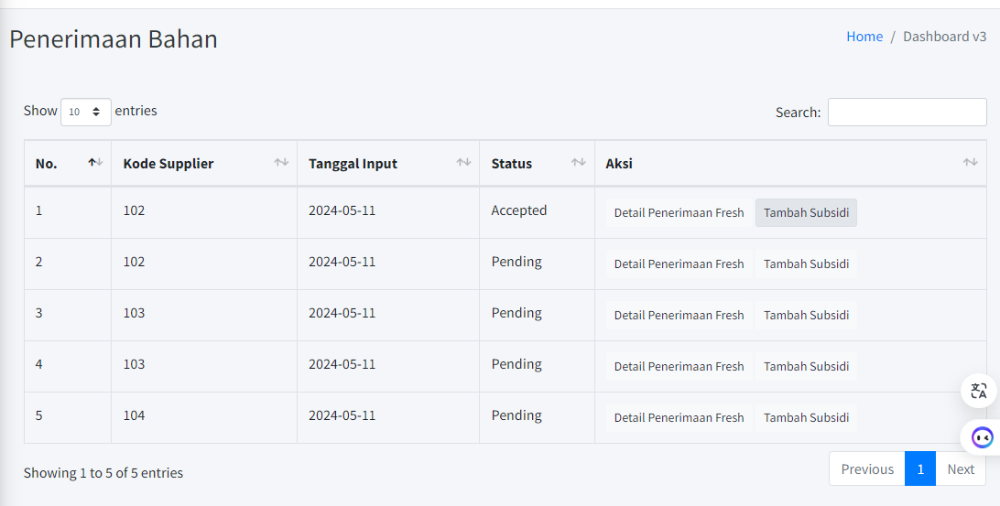 Penerimaan Bahan
Home / Dashboard v3
Show 10 entries
Search:
No. Kode Supplier Tanggal Input Status Aksi
1 102 2024-05-11 Accepted Detail Penerimaan Fresh Tambah Subsidi
2 102 2024-05-11 Pending Detail Penerimaan Fresh Tambah Subsidi
3 103 2024-05-11 Pending Detail Penerimaan Fresh Tambah Subsidi
4 103 2024-05-11 Pending Detail Penerimaan Fresh Tambah Subsidi
5 104 2024-05-11 Pending Detail Penerimaan Fresh Tambah Subsidi
Showing 1 to 5 of 5 entries
Previous 1 Next